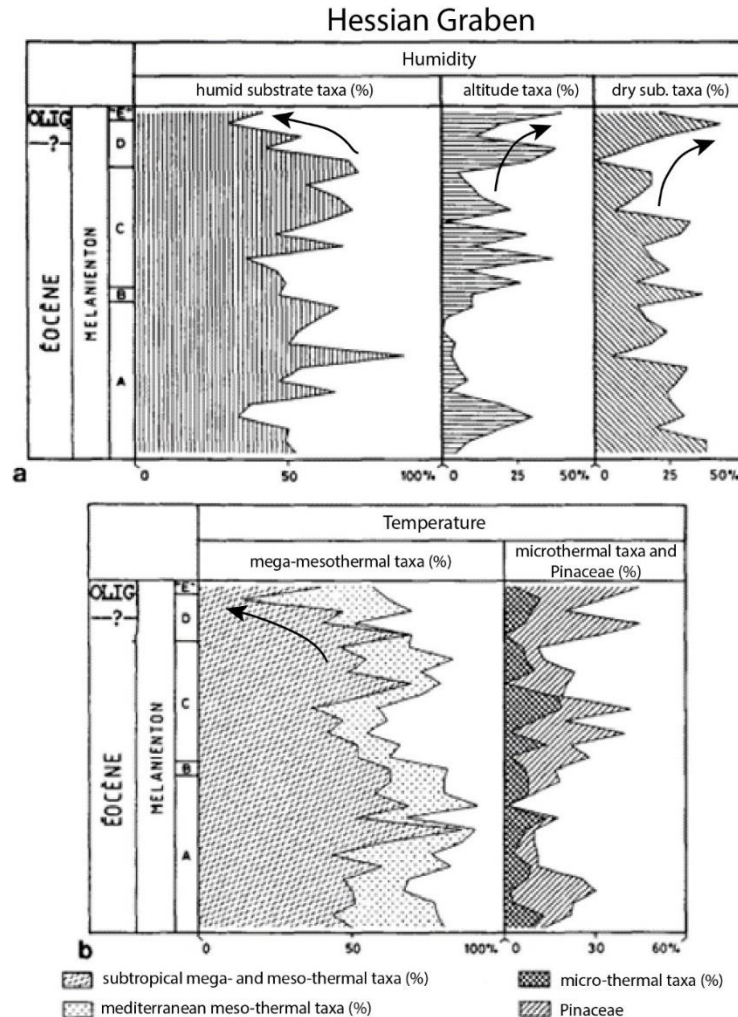 Hessian Graben
Humidity
humid substrate taxa (%)
altitude taxa (%)
dry sub. taxa (%)
OLIG
--?
ÉOCÈNE
MELANIENTON
"E"
D
C
B
A
a
0 50 100%
0 25 50%
0 25 50%
Temperature
mega-mesothermal taxa (%)
microthermal taxa and
Pinaceae (%)
OLIG
--?
ÉOCÈNE
MELANIENTON
"E"
D
C
B
A
b
0 50 100%
0 30 60%
subtropical mega- and meso-thermal taxa (%)
micro-thermal taxa (%)
mediterranean meso-thermal taxa (%)
Pinaceae